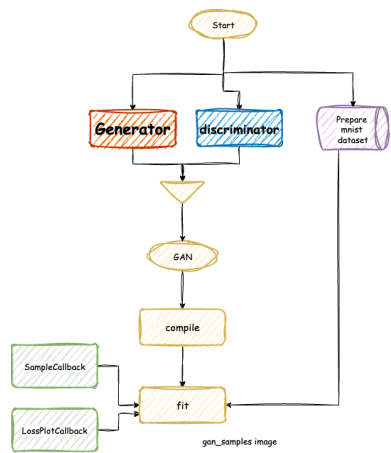 Start
Generator
discriminator
Prepare
mnist
dataset
GAN
compile
SampleCallback
fit
LossPlotCallback
gan_samples image